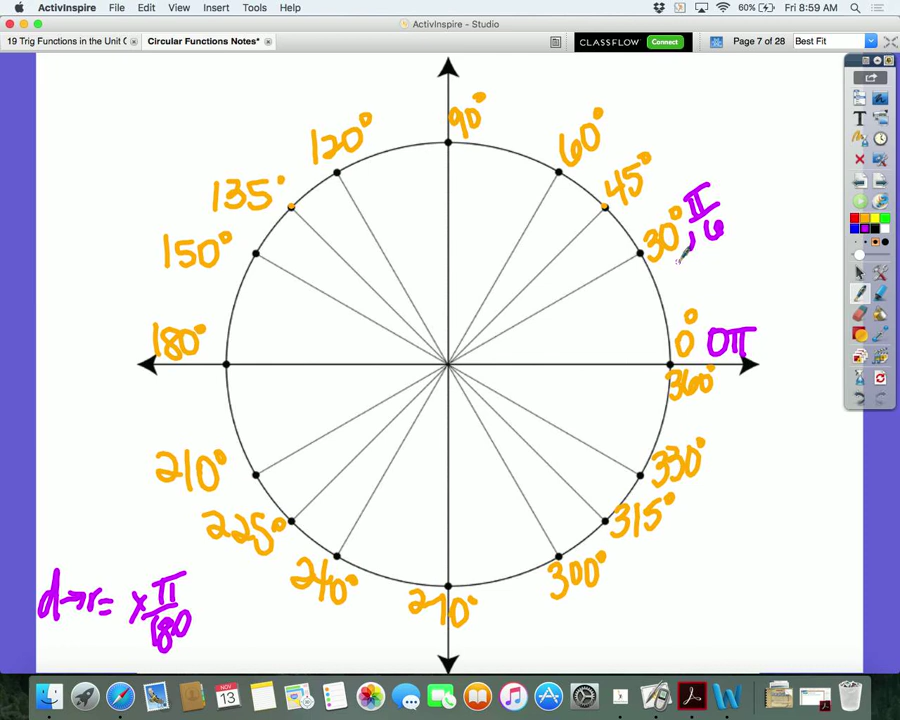 ActivInspire File Edit View Insert Tools Help
60% Fri 8:59 AM
ActivInspire - Studio
19 Trig Functions in the Unit C
Circular Functions Notes*
CLASSFLOW Connect
Page 7 of 28
Best Fit
90°
120°
60°
135°
45°
150°
30° π/6
180°
0° 0π
360°
210°
330°
225°
315°
240°
300°
270°
d→r= × π/180
NOV
13